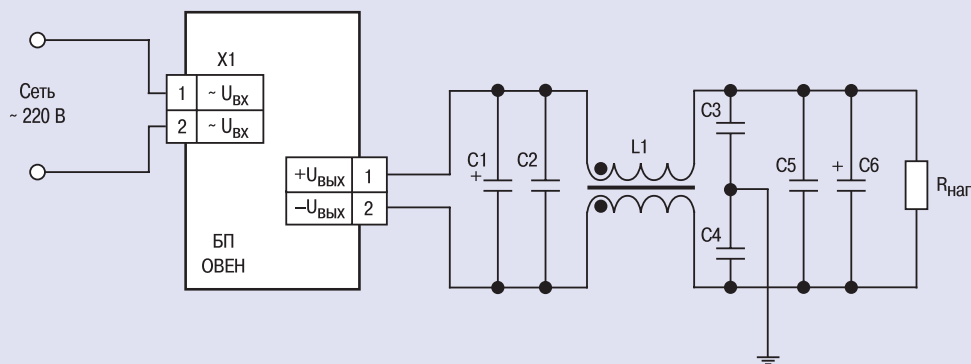 Сеть
~ 220 В
X1
1 ~ Uвх
2 ~ Uвх
+Uвых 1
−Uвых 2
БП
ОВЕН
C1
+
C2
L1
C3
C4
C5
+
C6
Rнаг